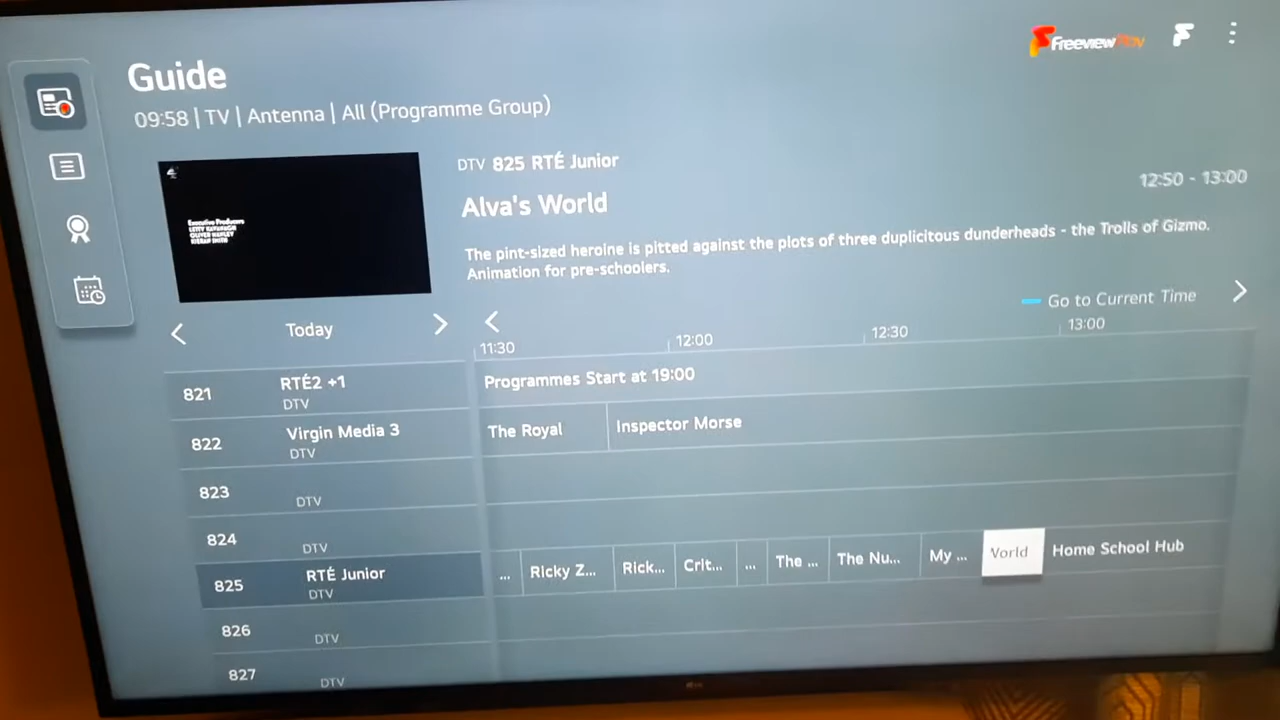 Freeview Play
Guide
09:58 | TV | Antenna | All (Programme Group)
Executive Producers
DTV 825 RTÉ Junior
Alva's World
12:50 - 13:00
The pint-sized heroine is pitted against the plots of three duplicitous dunderheads - the Trolls of Gizmo.
Animation for pre-schoolers.
Go to Current Time
Today
11:30 12:00 12:30 13:00
821 RTÉ2 +1
DTV
Programmes Start at 19:00
822 Virgin Media 3
DTV
The Royal Inspector Morse
823
DTV
824
DTV
825 RTÉ Junior
DTV
... Ricky Z... Rick... Crit... ... The ... The Nu... My ... Vorld Home School Hub
826
DTV
827
DTV